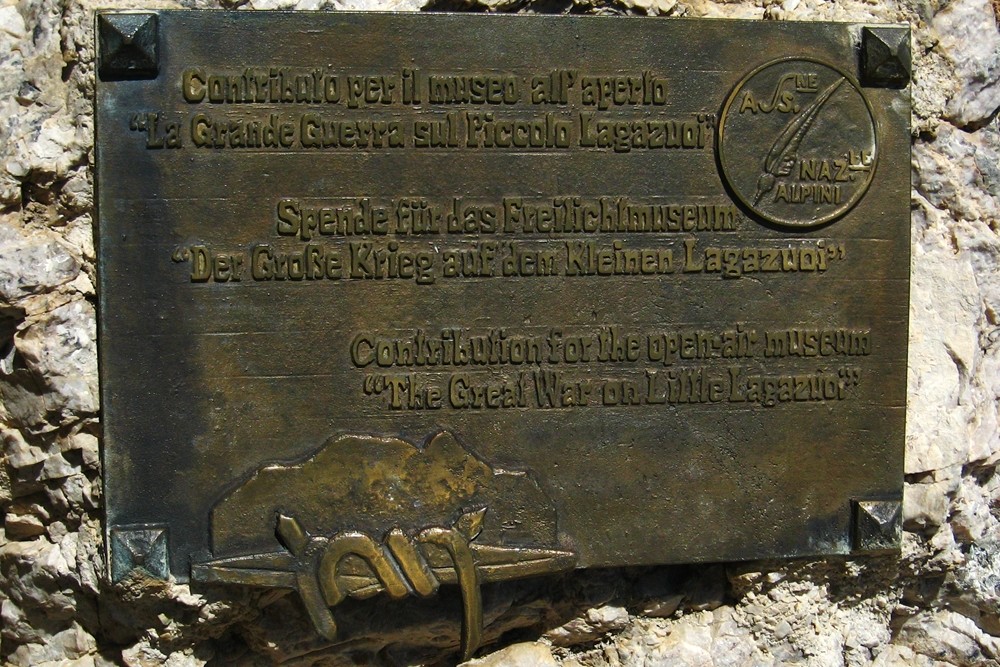 Contributo per il museo all'aperto
“La Grande Guerra sul Piccolo Lagazuoi”
ASS.NE
NAZ.LE
ALPINI
Spende für das Freilichtmuseum
“Der Große Krieg auf dem Kleinen Lagazuoi”
Contribution for the open-air museum
“The Great War on Little Lagazuoi”